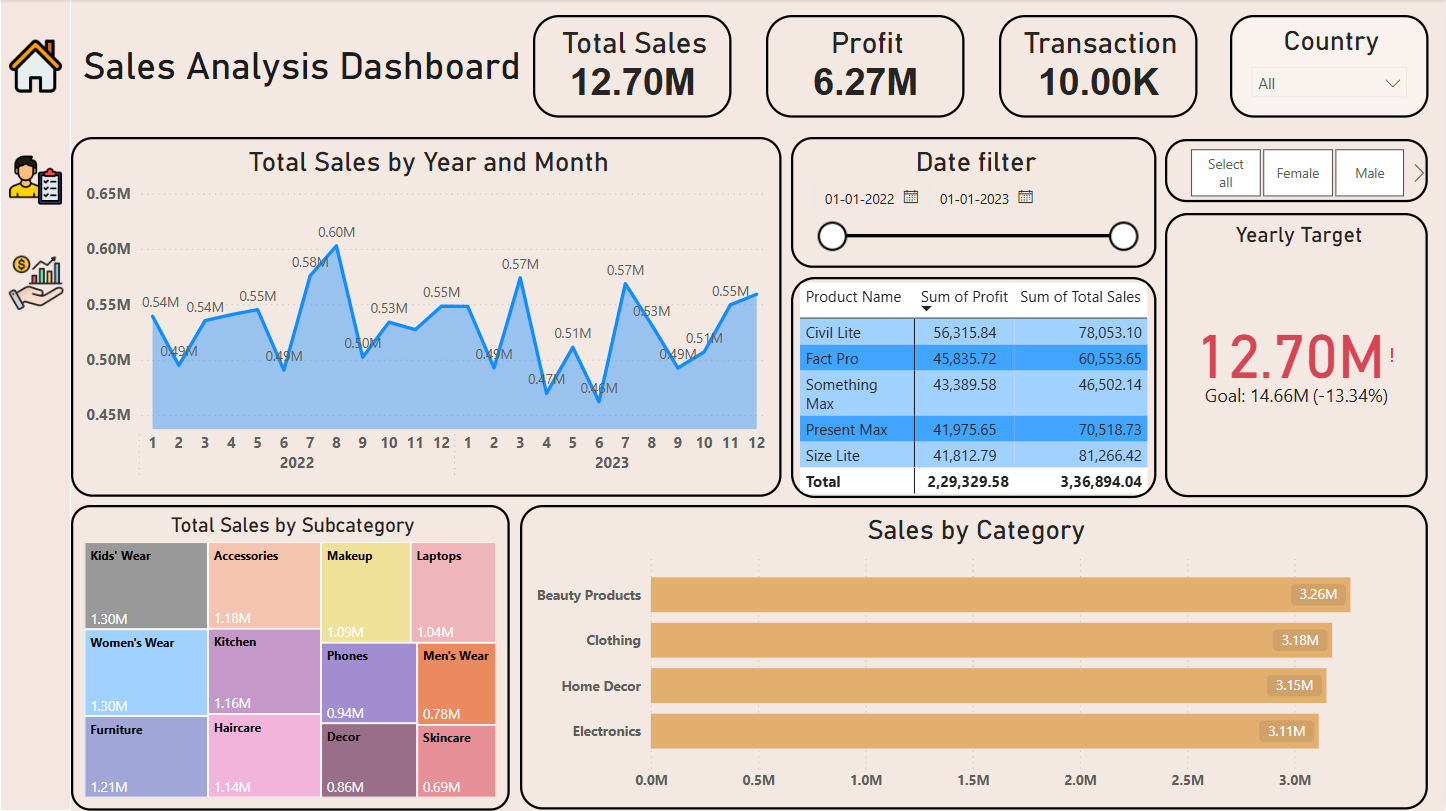 Sales Analysis Dashboard
Total Sales
12.70M
Profit
6.27M
Transaction
10.00K
Country
All
Total Sales by Year and Month
0.65M
0.60M
0.55M
0.50M
0.45M
0.54M
0.49M
0.54M
0.55M
0.49M
0.58M
0.60M
0.50M
0.53M
0.55M
0.49M
0.57M
0.47M
0.51M
0.46M
0.57M
0.53M
0.49M
0.51M
0.55M
1 2 3 4 5 6 7 8 9 10 11 12 1 2 3 4 5 6 7 8 9 10 11 12
2022 2023
Date filter
01-01-2022 01-01-2023
Select all
Female
Male
Product Name Sum of Profit Sum of Total Sales
Civil Lite 56,315.84 78,053.10
Fact Pro 45,835.72 60,553.65
Something Max 43,389.58 46,502.14
Present Max 41,975.65 70,518.73
Size Lite 41,812.79 81,266.42
Total 2,29,329.58 3,36,894.04
Yearly Target
12.70M!
Goal: 14.66M (-13.34%)
Total Sales by Subcategory
Kids' Wear
1.30M
Women's Wear
1.30M
Furniture
1.21M
Accessories
1.18M
Kitchen
1.16M
Haircare
1.14M
Makeup
1.09M
Laptops
1.04M
Phones
0.94M
Decor
0.86M
Men's Wear
0.78M
Skincare
0.69M
Sales by Category
Beauty Products 3.26M
Clothing 3.18M
Home Decor 3.15M
Electronics 3.11M
0.0M 0.5M 1.0M 1.5M 2.0M 2.5M 3.0M